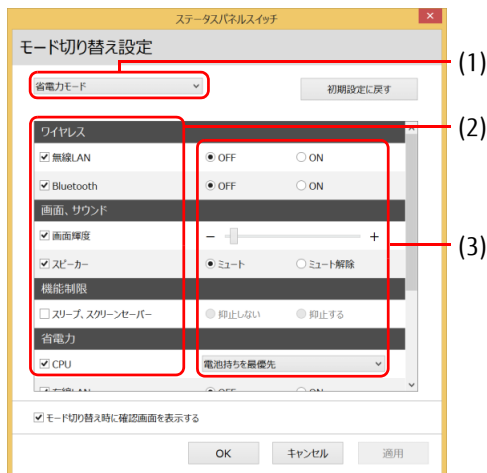 ステータスパネルスイッチ
モード切り替え設定
(1)
省電力モード 初期設定に戻す
(2)
ワイヤレス
無線LAN OFF ON
Bluetooth OFF ON
画面、サウンド
画面輝度 − +
(3)
スピーカー ミュート ミュート解除
機能制限
スリープ、スクリーンセーバー 抑止しない 抑止する
省電力
CPU 電池持ちを最優先
有線LAN OFF ON
モード切り替え時に確認画面を表示する
OK キャンセル 適用